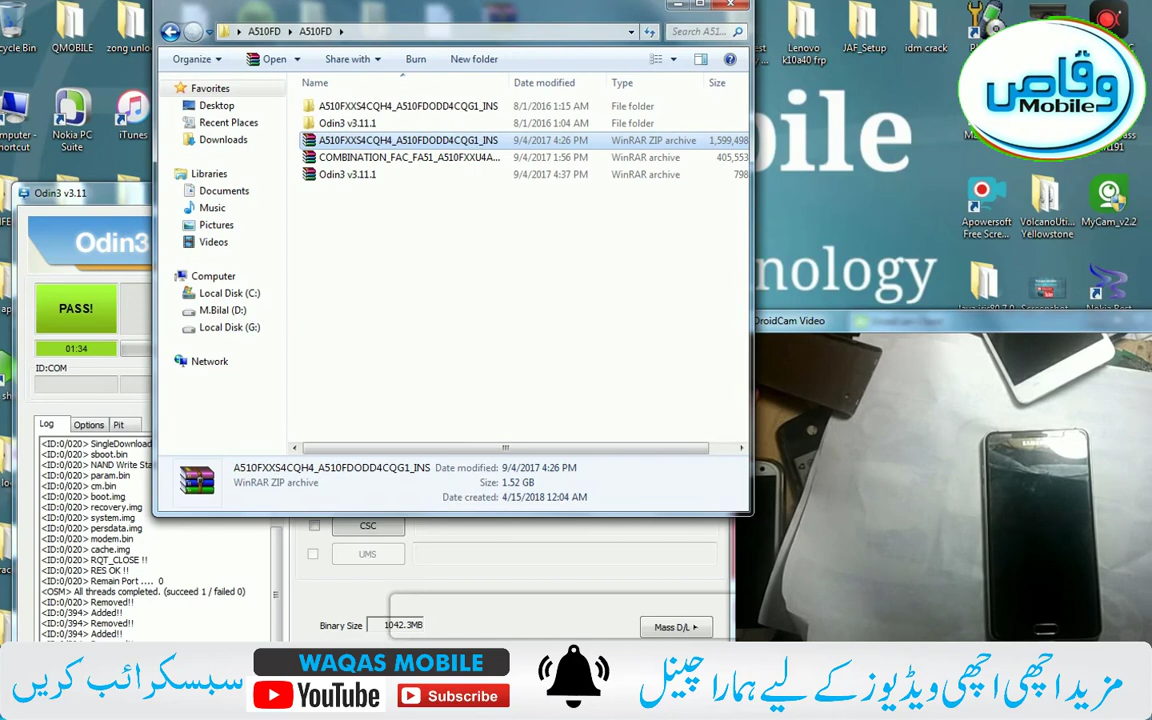 cycle Bin
QMOBILE
zong unlo
A510FD
A510FD
Search A51...
Lenovo k10a40 frp
JAF_Setup
idm crack
وقاص
Mobile
Organize
Open
Share with
Burn
New folder
Name
Date modified
Type
Size
Favorites
Desktop
Recent Places
Downloads
Libraries
Documents
Music
Pictures
Videos
Computer
Local Disk (C:)
M.Bilal (D:)
Local Disk (G:)
Network
A510FXXS4CQH4_A510FDODD4CQG1_INS 8/1/2016 1:15 AM File folder
Odin3 v3.11.1 8/1/2016 1:04 AM File folder
A510FXXS4CQH4_A510FDODD4CQG1_INS 9/4/2017 4:26 PM WinRAR ZIP archive 1,599,498
COMBINATION_FAC_FA51_A510FXXU4A... 9/4/2017 1:56 PM WinRAR archive 405,553
Odin3 v3.11.1 9/4/2017 4:37 PM WinRAR archive 798
A510FXXS4CQH4_A510FDODD4CQG1_INS Date modified: 9/4/2017 4:26 PM
WinRAR ZIP archive Size: 1.52 GB
Date created: 4/15/2018 12:04 AM
Nokia PC Suite
iTunes
bile
nology
Apowersoft Free Scre...
VolcanoUti... Yellowstone
MyCam_v2.2
DroidCam Video
Odin3 v3.11
Odin3
PASS!
01:34
ID:COM
Log
Options
Pit
<ID:0/020> SingleDownload
<ID:0/020> sboot.bin
<ID:0/020> NAND Write Sta
<ID:0/020> param.bin
<ID:0/020> cm.bin
<ID:0/020> boot.img
<ID:0/020> recovery.img
<ID:0/020> system.img
<ID:0/020> persdata.img
<ID:0/020> modem.bin
<ID:0/020> cache.img
<ID:0/020> RQT_CLOSE !!
<ID:0/020> RES OK !!
<ID:0/020> Remain Port .... 0
<OSM> All threads completed. (succeed 1 / failed 0)
<ID:0/020> Removed!!
<ID:0/394> Added!!
<ID:0/394> Removed!!
<ID:0/394> Added!!
CSC
UMS
Binary Size 1042.3MB
Mass D/L
SAMSUNG
مزید اچھی اچھی ویڈیوز کے لیے ہمارا چینل
WAQAS MOBILE
YouTube
Subscribe
سبسکرائب کریں